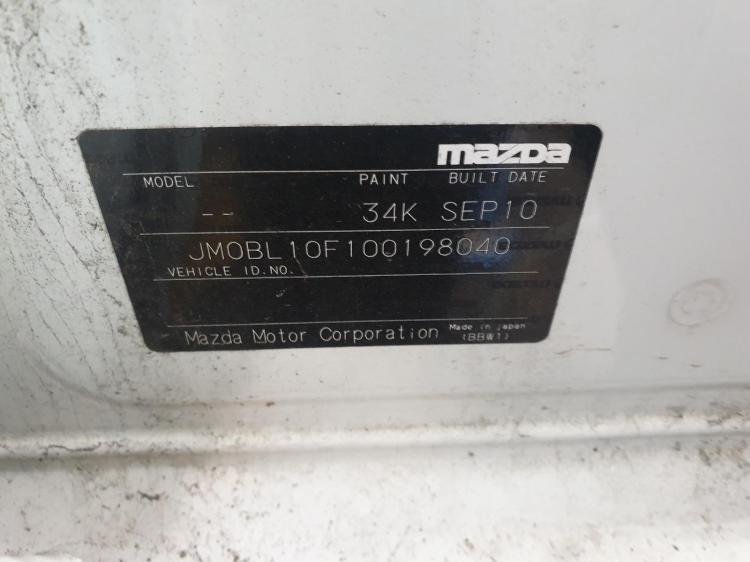 mazda
MODEL PAINT BUILT DATE
-- 34K SEP10
JM0BL10F100198040
VEHICLE ID.NO.
Mazda Motor Corporation Made in japan
(BBW1)